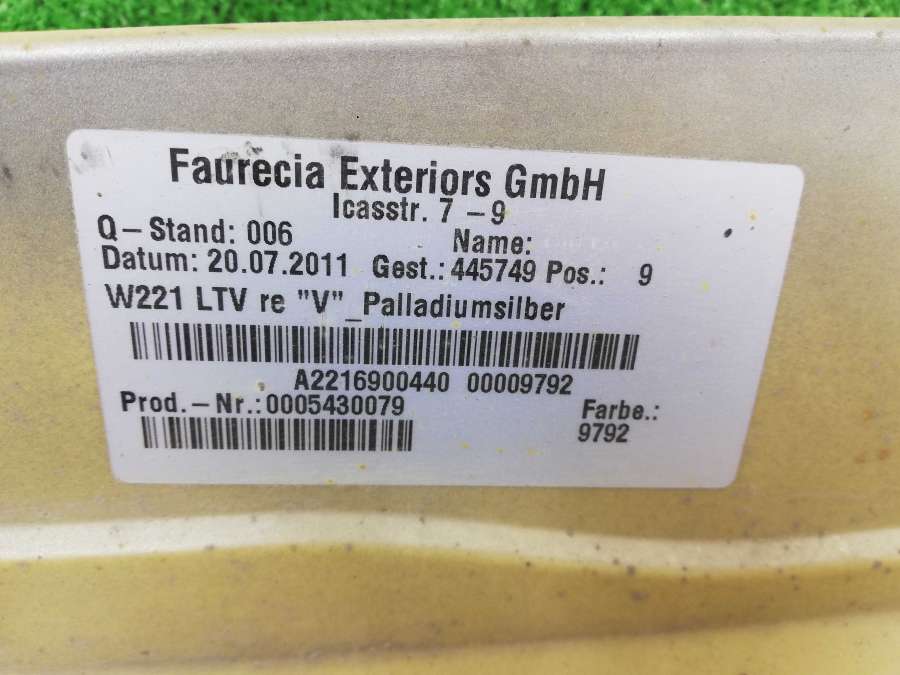 Faurecia Exteriors GmbH
Icasstr. 7 – 9
Q – Stand: 006 Name:
Datum: 20.07.2011 Gest.: 445749 Pos.: 9
W221 LTV re "V" _Palladiumsilber
A2216900440 00009792
Prod. – Nr.: 0005430079 Farbe.:
9792